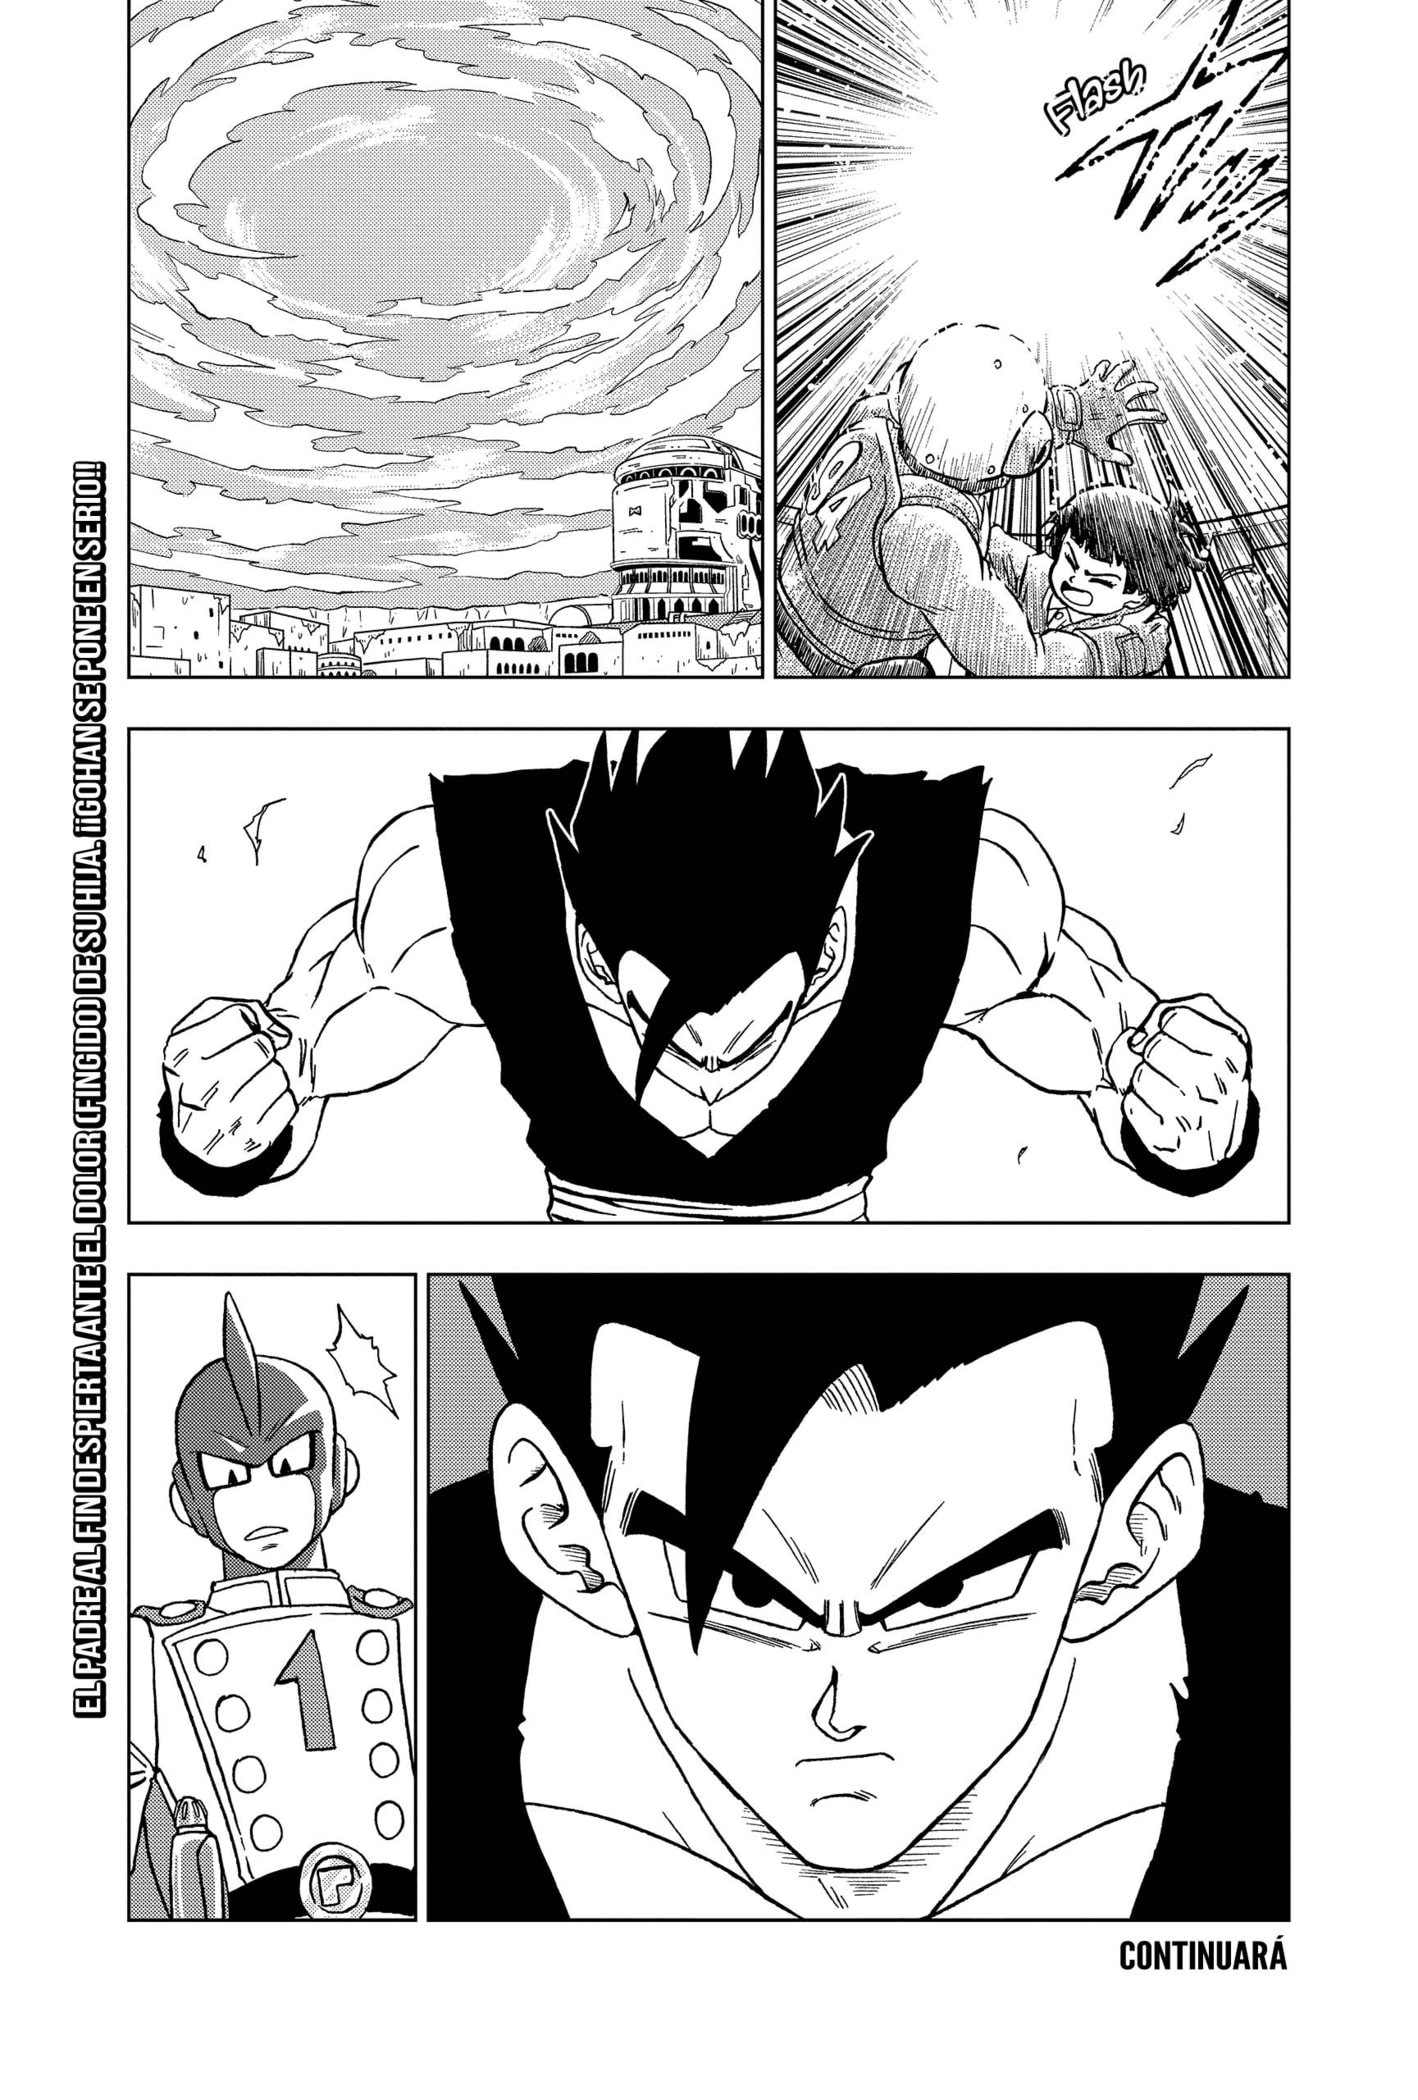 Flash
EL PADRE AL FIN DESPIERTA ANTE EL DOLOR (FINGIDO) DE SU HIJA. ¡¡GOHAN SE PONE EN SERIO!!
1
P
CONTINUARÁ